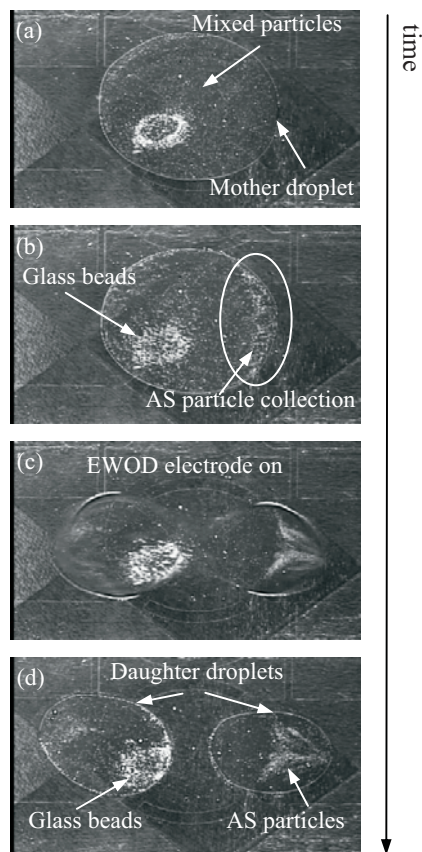 (a)
Mixed particles
Mother droplet
time
(b)
Glass beads
AS particle collection
(c)
EWOD electrode on
(d)
Daughter droplets
Glass beads
AS particles